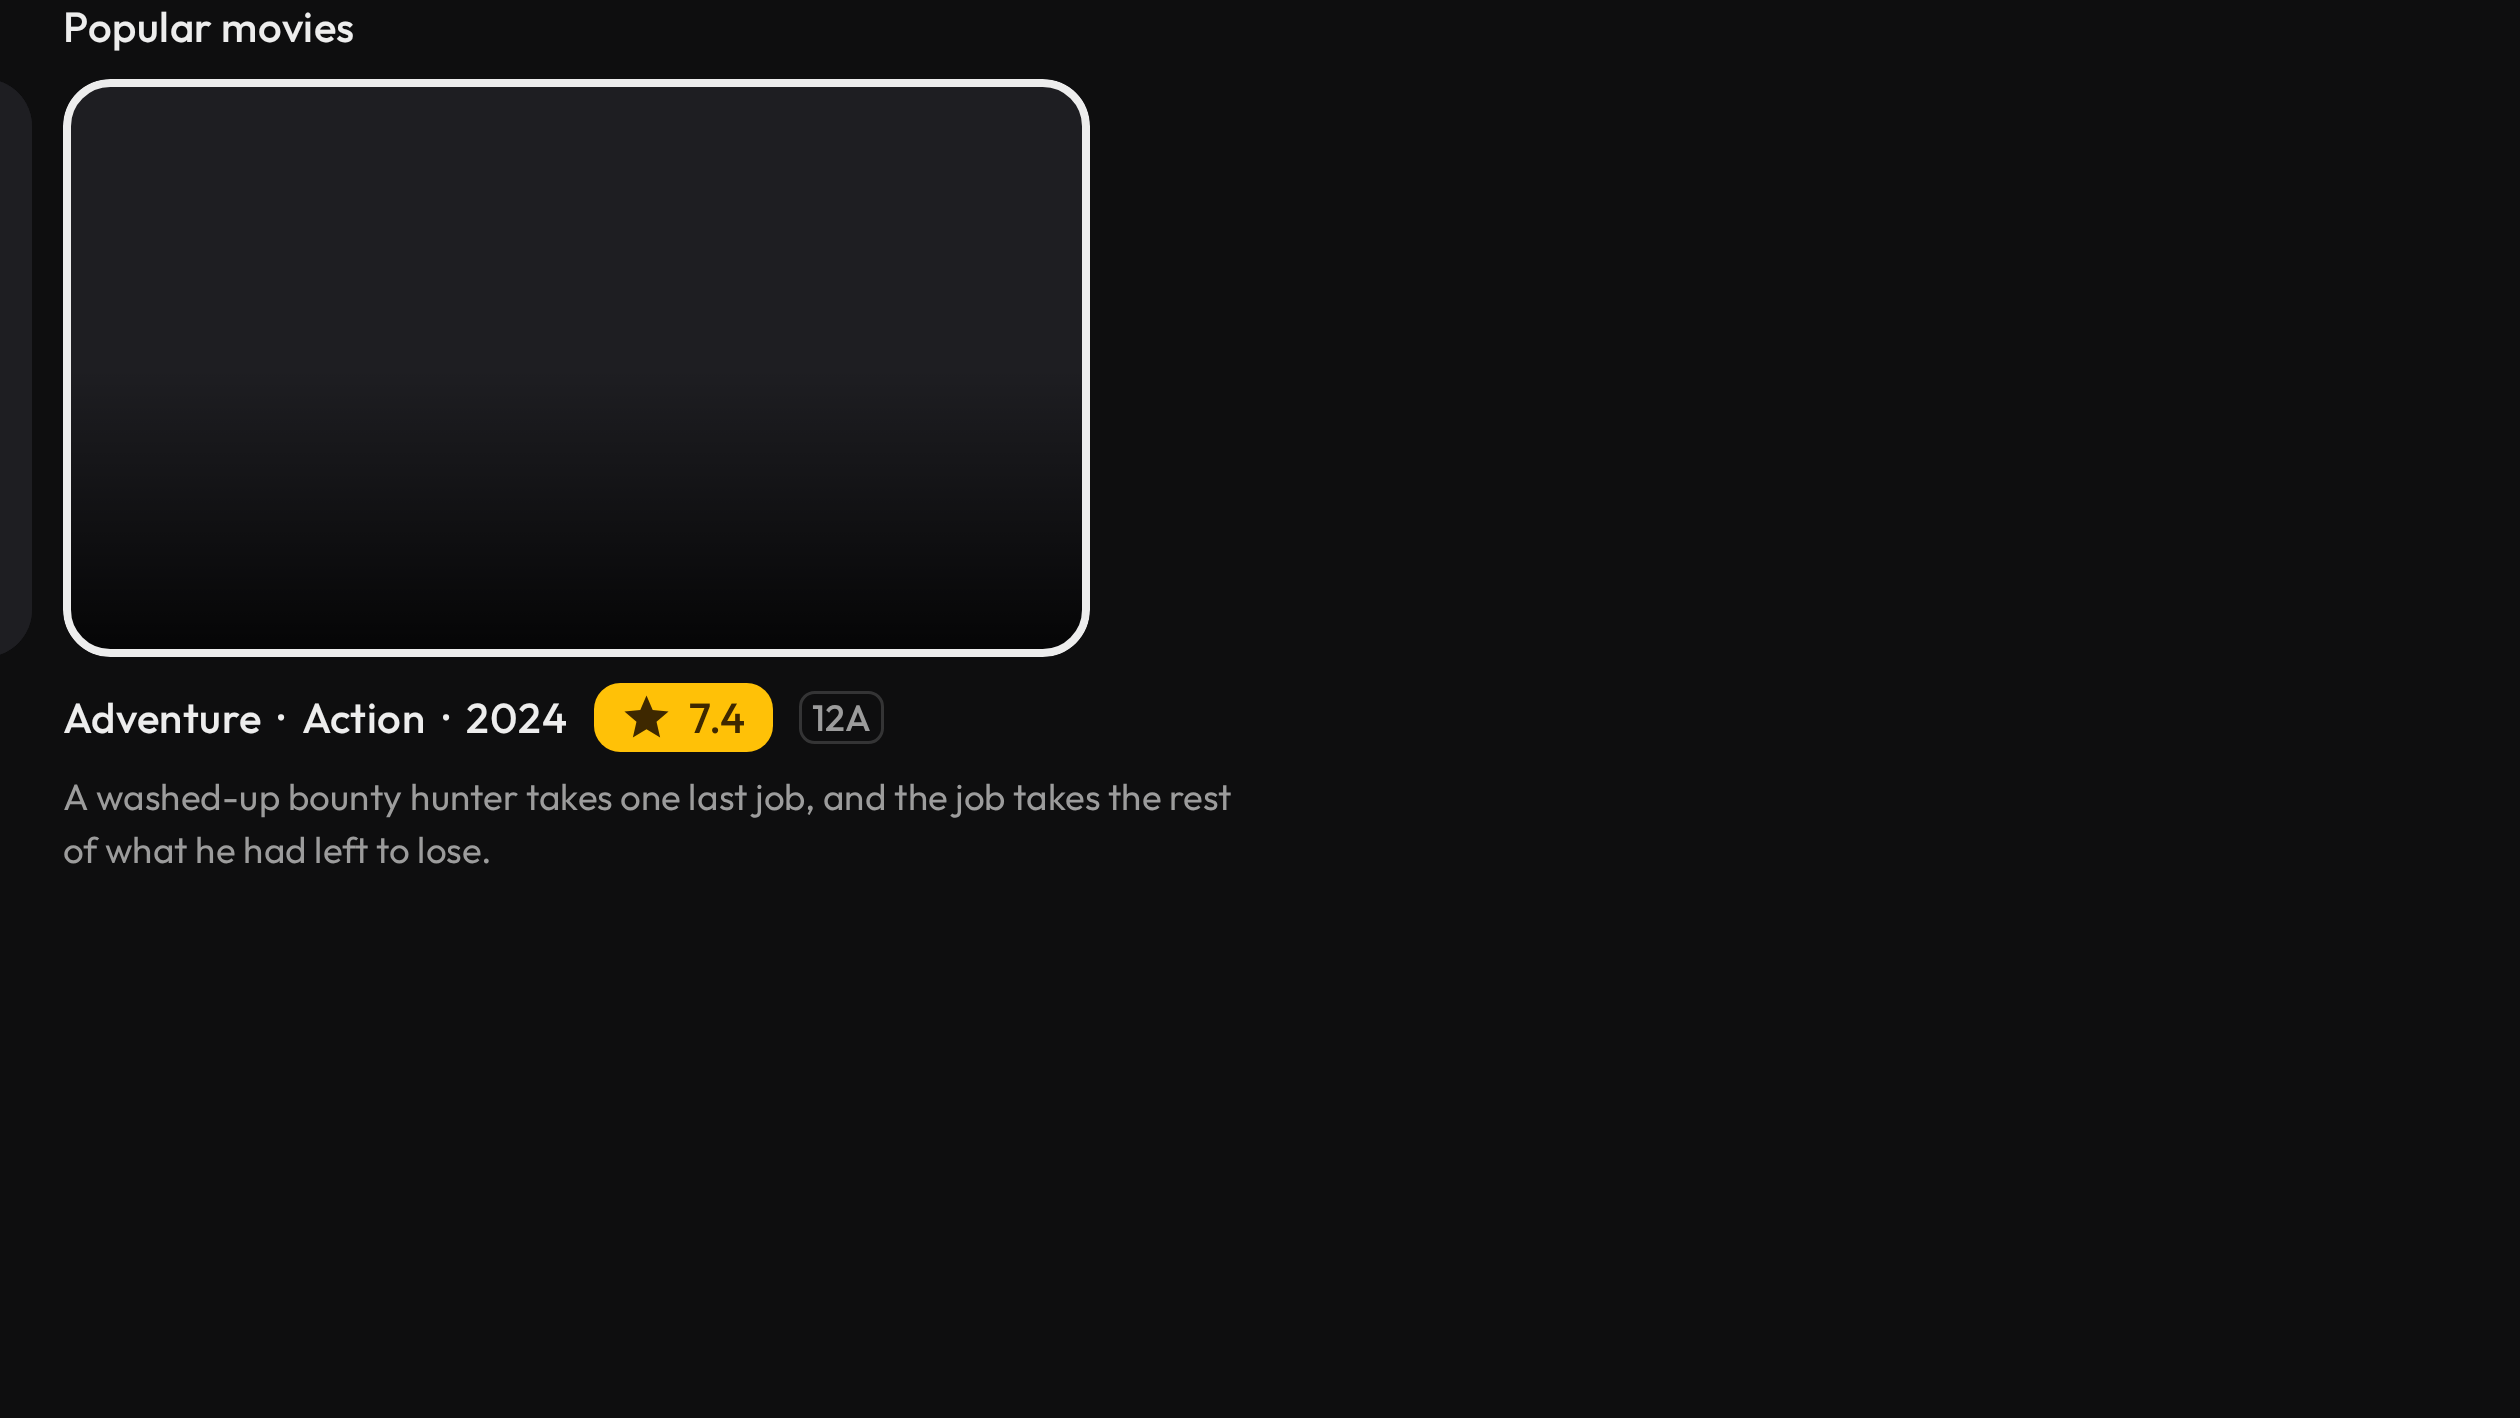 Popular movies
Adventure · Action · 2024 7.4 12A
A washed-up bounty hunter takes one last job, and the job takes the rest
of what he had left to lose.